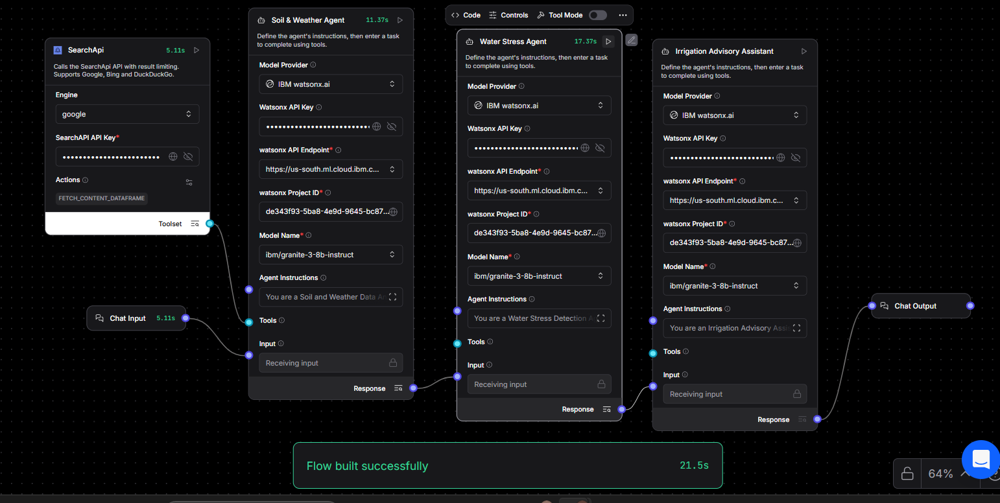 SearchApi
5.11s
Calls the SearchApi API with result limiting.
Supports Google, Bing and DuckDuckGo.
Engine
google
SearchAPI API Key*
••••••••••••••••••••••••
Actions
FETCH_CONTENT_DATAFRAME
Toolset
Chat Input
5.11s
Soil & Weather Agent
11.37s
Define the agent's instructions, then enter a task
to complete using tools.
Model Provider
IBM watsonx.ai
Watsonx API Key
•••••••••••••••••••••••••
watsonx API Endpoint*
https://us-south.ml.cloud.ibm.c...
watsonx Project ID*
de343f93-5ba8-4e9d-9645-bc87...
Model Name*
ibm/granite-3-8b-instruct
Agent Instructions
You are a Soil and Weather Data
Tools
Input
Receiving input
Response
Code
Controls
Tool Mode
Water Stress Agent
17.37s
Define the agent's instructions, then enter a task
to complete using tools.
Model Provider
IBM watsonx.ai
Watsonx API Key
•••••••••••••••••••••••••
watsonx API Endpoint*
https://us-south.ml.cloud.ibm.c...
watsonx Project ID*
de343f93-5ba8-4e9d-9645-bc87...
Model Name*
ibm/granite-3-8b-instruct
Agent Instructions
You are a Water Stress Detection
Tools
Input
Receiving input
Response
Irrigation Advisory Assistant
Define the agent's instructions, then enter a task
to complete using tools.
Model Provider
IBM watsonx.ai
Watsonx API Key
•••••••••••••••••••••••••
watsonx API Endpoint*
https://us-south.ml.cloud.ibm.c...
watsonx Project ID*
de343f93-5ba8-4e9d-9645-bc87...
Model Name*
ibm/granite-3-8b-instruct
Agent Instructions
You are an Irrigation Advisory
Tools
Input
Receiving input
Response
Chat Output
Flow built successfully
21.5s
64%